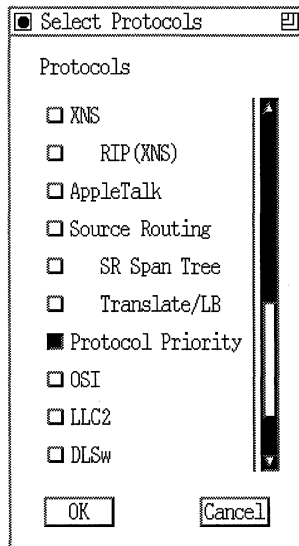 Select Protocols
Protocols
XNS
RIP(XNS)
AppleTalk
Source Routing
SR Span Tree
Translate/LB
Protocol Priority
OSI
LLC2
DLSw
OK
Cancel